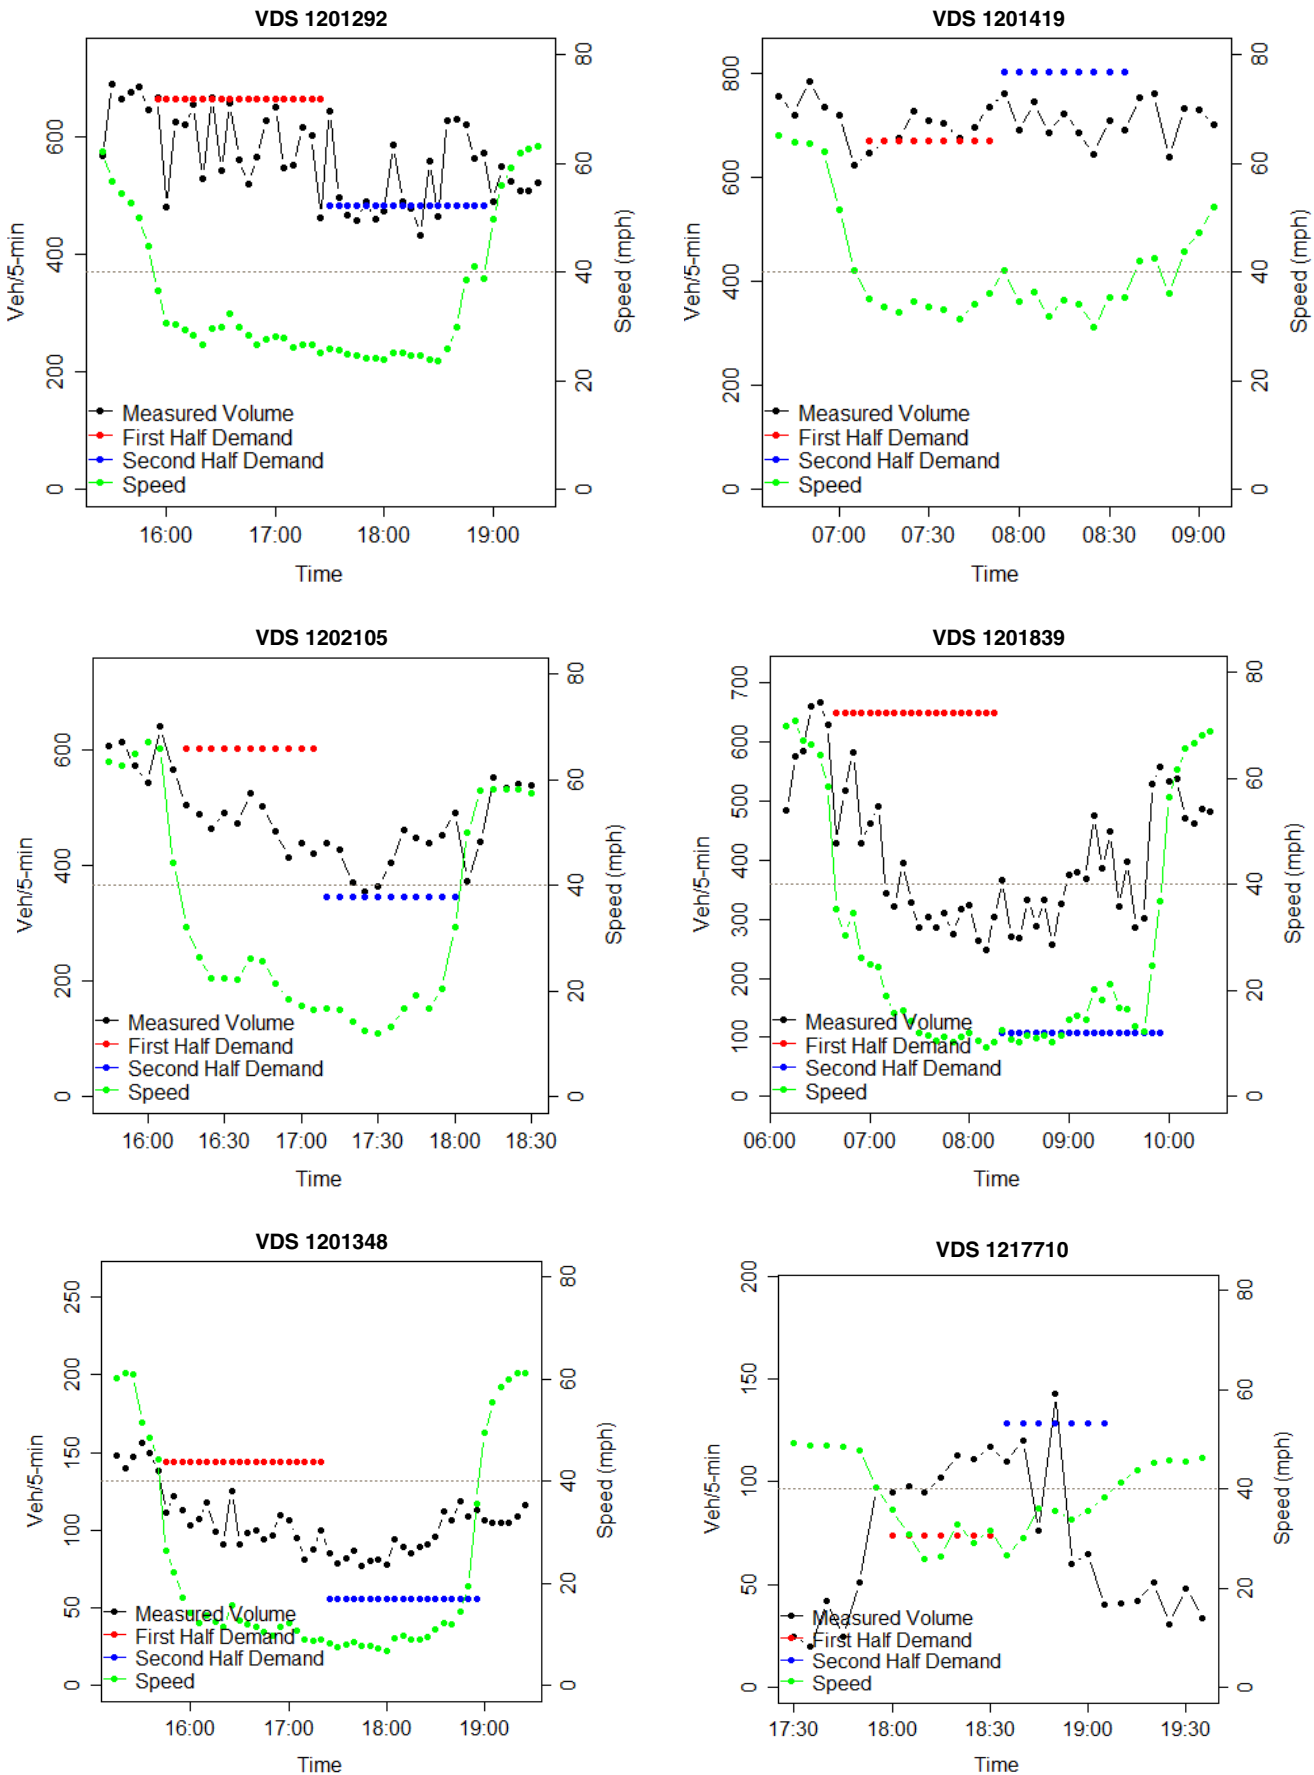 VDS 1201292
Veh/5-min
0 200 400 600
Speed (mph)
0 20 40 60 80
Measured Volume
First Half Demand
Second Half Demand
Speed
16:00 17:00 18:00 19:00
Time
VDS 1201419
Veh/5-min
0 200 400 600 800
Speed (mph)
0 20 40 60 80
Measured Volume
First Half Demand
Second Half Demand
Speed
07:00 07:30 08:00 08:30 09:00
Time
VDS 1202105
Veh/5-min
0 200 400 600
Speed (mph)
0 20 40 60 80
Measured Volume
First Half Demand
Second Half Demand
Speed
16:00 16:30 17:00 17:30 18:00 18:30
Time
VDS 1201839
Veh/5-min
0 100 200 300 400 500 600 700
Speed (mph)
0 20 40 60 80
Measured Volume
First Half Demand
Second Half Demand
Speed
06:00 07:00 08:00 09:00 10:00
Time
VDS 1201348
Veh/5-min
0 50 100 150 200 250
Speed (mph)
0 20 40 60 80
Measured Volume
First Half Demand
Second Half Demand
Speed
16:00 17:00 18:00 19:00
Time
VDS 1217710
Veh/5-min
0 50 100 150 200
Speed (mph)
0 20 40 60 80
Measured Volume
First Half Demand
Second Half Demand
Speed
17:30 18:00 18:30 19:00 19:30
Time